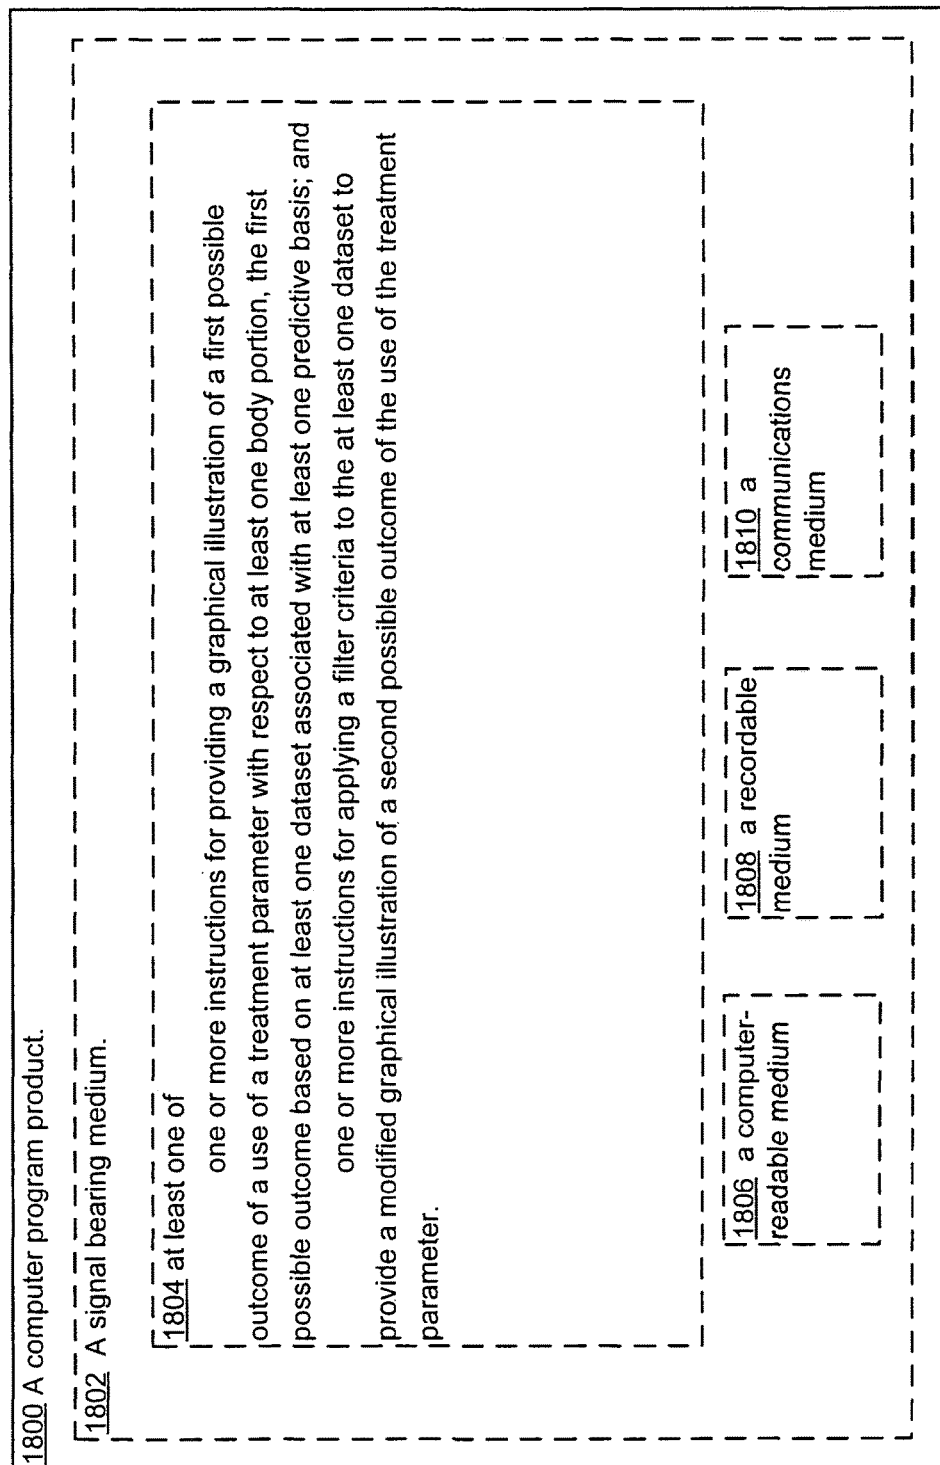 1800 A computer program product.
1802 A signal bearing medium.
1804 at least one of
one or more instructions for providing a graphical illustration of a first possible
outcome of a use of a treatment parameter with respect to at least one body portion, the first
possible outcome based on at least one dataset associated with at least one predictive basis; and
one or more instructions for applying a filter criteria to the at least one dataset to
provide a modified graphical illustration of a second possible outcome of the use of the treatment
parameter.
1806 a computer-
readable medium
1808 a recordable
medium
1810 a
communications
medium